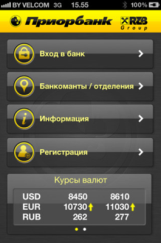 BY VELCOM 3G 15.55
Приорбанк RZB
Group
Вход в банк
Банкоманты / отделения
Информация
Регистрация
Курсы валют
USD 8450 8610
EUR 10730 11030
RUB 262 277